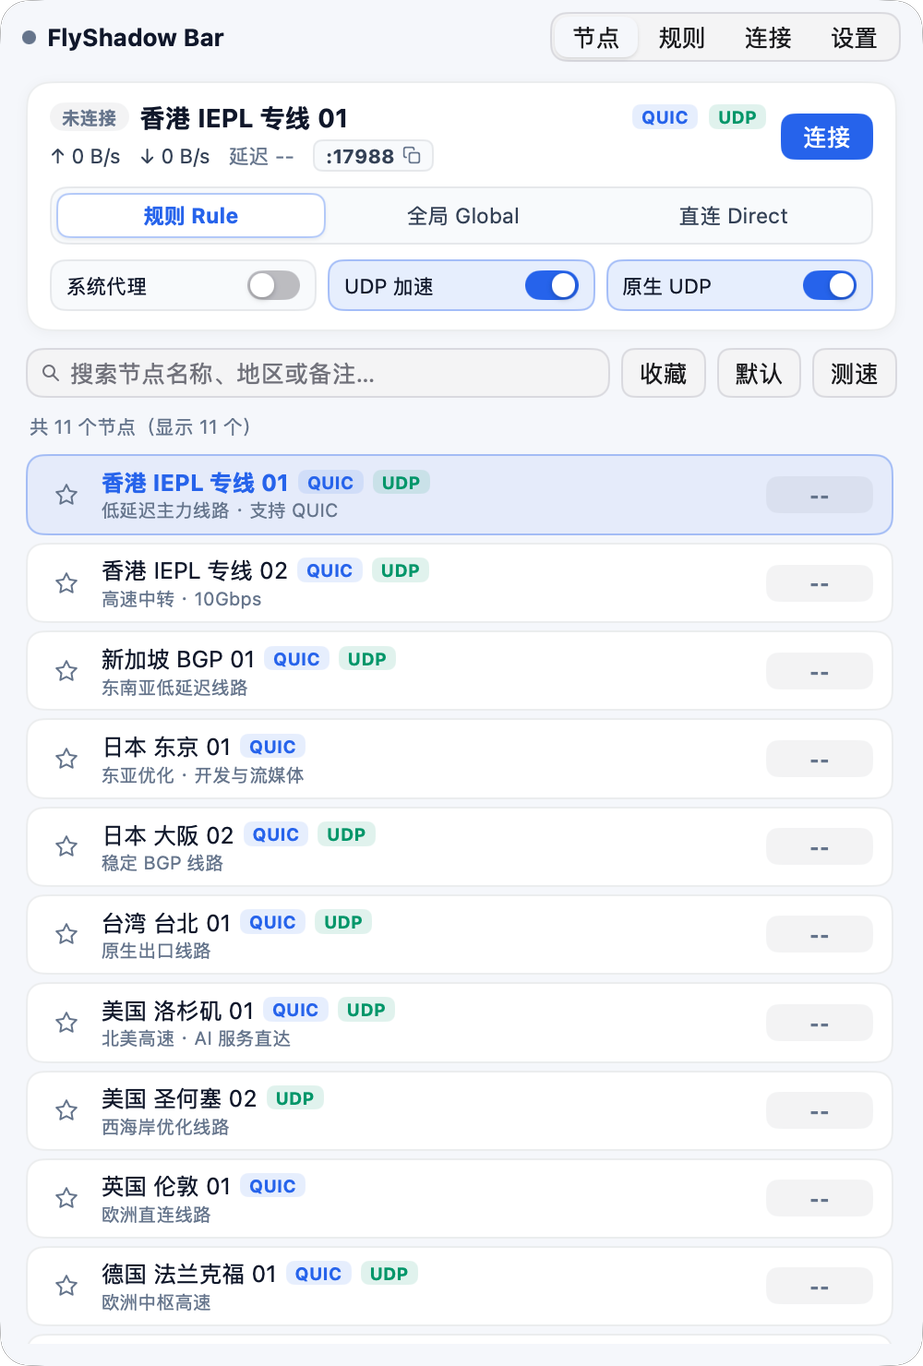 FlyShadow Bar 节点 规则 连接 设置
未连接 香港 IEPL 专线 01 QUIC UDP 连接
↑ 0 B/s ↓ 0 B/s 延迟 -- :17988
规则 Rule 全局 Global 直连 Direct
系统代理 UDP 加速 原生 UDP
搜索节点名称、地区或备注... 收藏 默认 测速
共 11 个节点（显示 11 个）
香港 IEPL 专线 01 QUIC UDP --
低延迟主力线路 · 支持 QUIC
香港 IEPL 专线 02 QUIC UDP --
高速中转 · 10Gbps
新加坡 BGP 01 QUIC UDP --
东南亚低延迟线路
日本 东京 01 QUIC --
东亚优化 · 开发与流媒体
日本 大阪 02 QUIC UDP --
稳定 BGP 线路
台湾 台北 01 QUIC UDP --
原生出口线路
美国 洛杉矶 01 QUIC UDP --
北美高速 · AI 服务直达
美国 圣何塞 02 UDP --
西海岸优化线路
英国 伦敦 01 QUIC --
欧洲直连线路
德国 法兰克福 01 QUIC UDP --
欧洲中枢高速